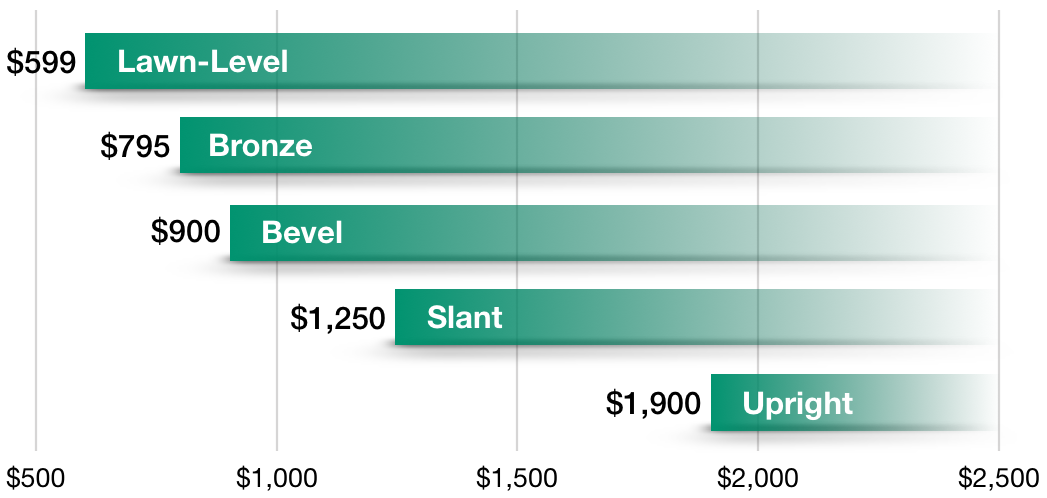 $599 Lawn-Level
$795 Bronze
$900 Bevel
$1,250 Slant
$1,900 Upright
$500 $1,000 $1,500 $2,000 $2,500